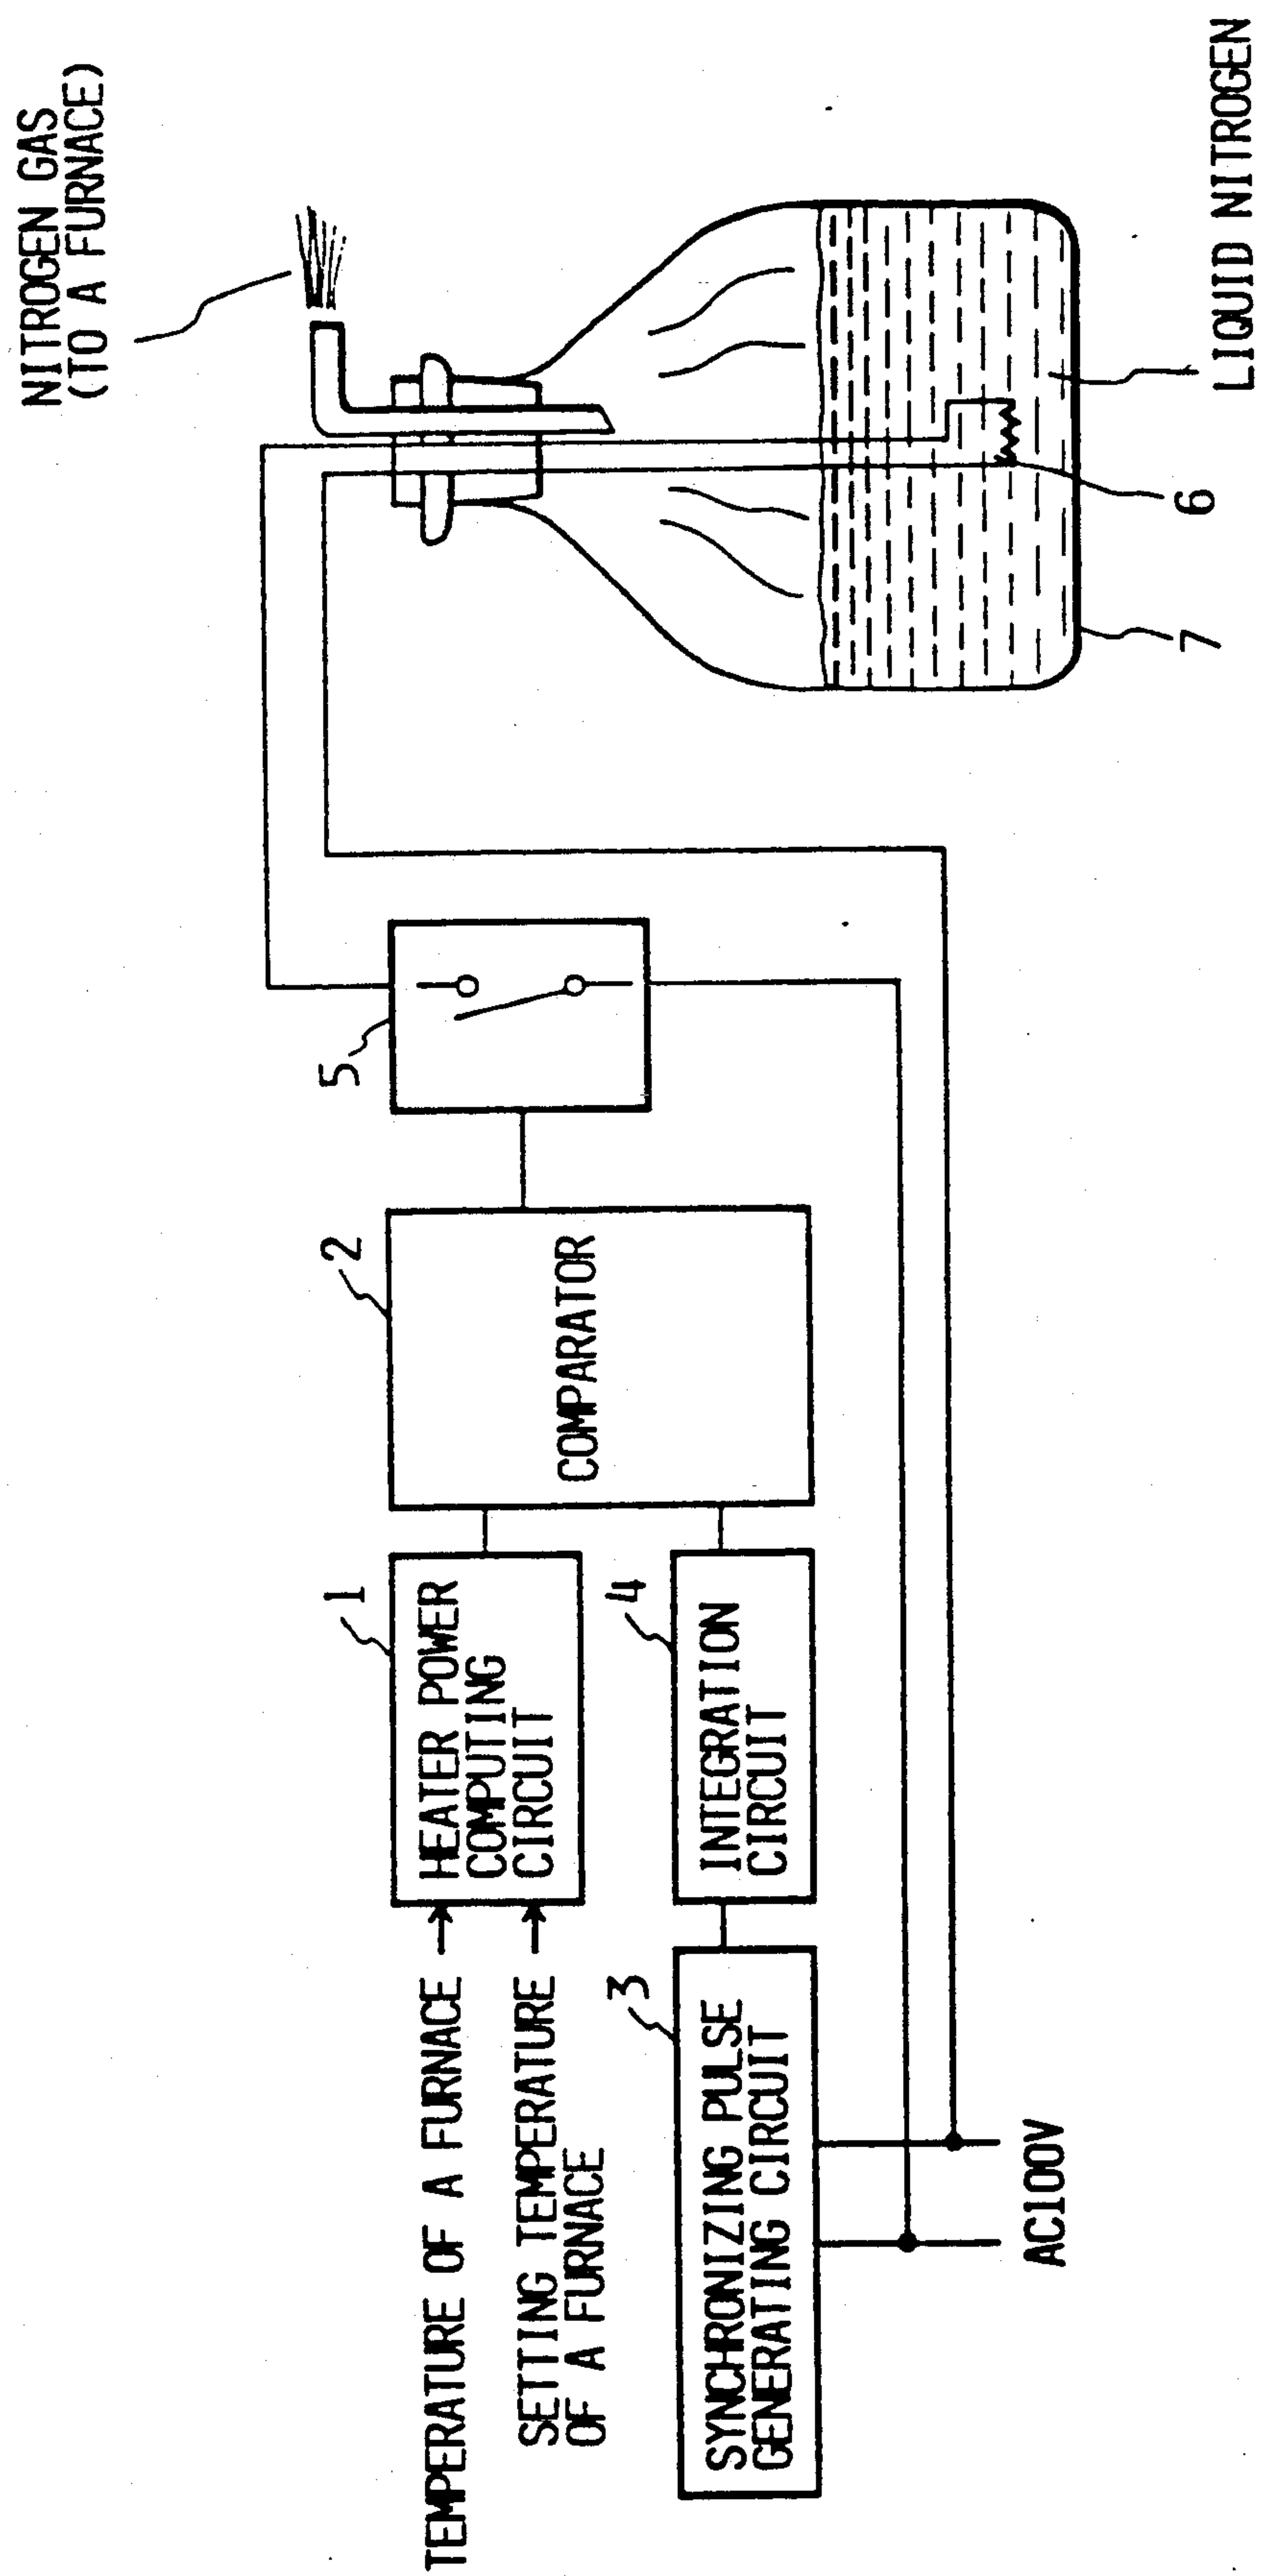 TEMPERATURE OF A FURNACE
SETTING TEMPERATURE
OF A FURNACE
1
HEATER POWER
COMPUTING
CIRCUIT
2
COMPARATOR
3
SYNCHRONIZING PULSE
GENERATING CIRCUIT
4
INTEGRATION
CIRCUIT
5
AC100V
NITROGEN GAS
(TO A FURNACE)
7
6
LIQUID NITROGEN